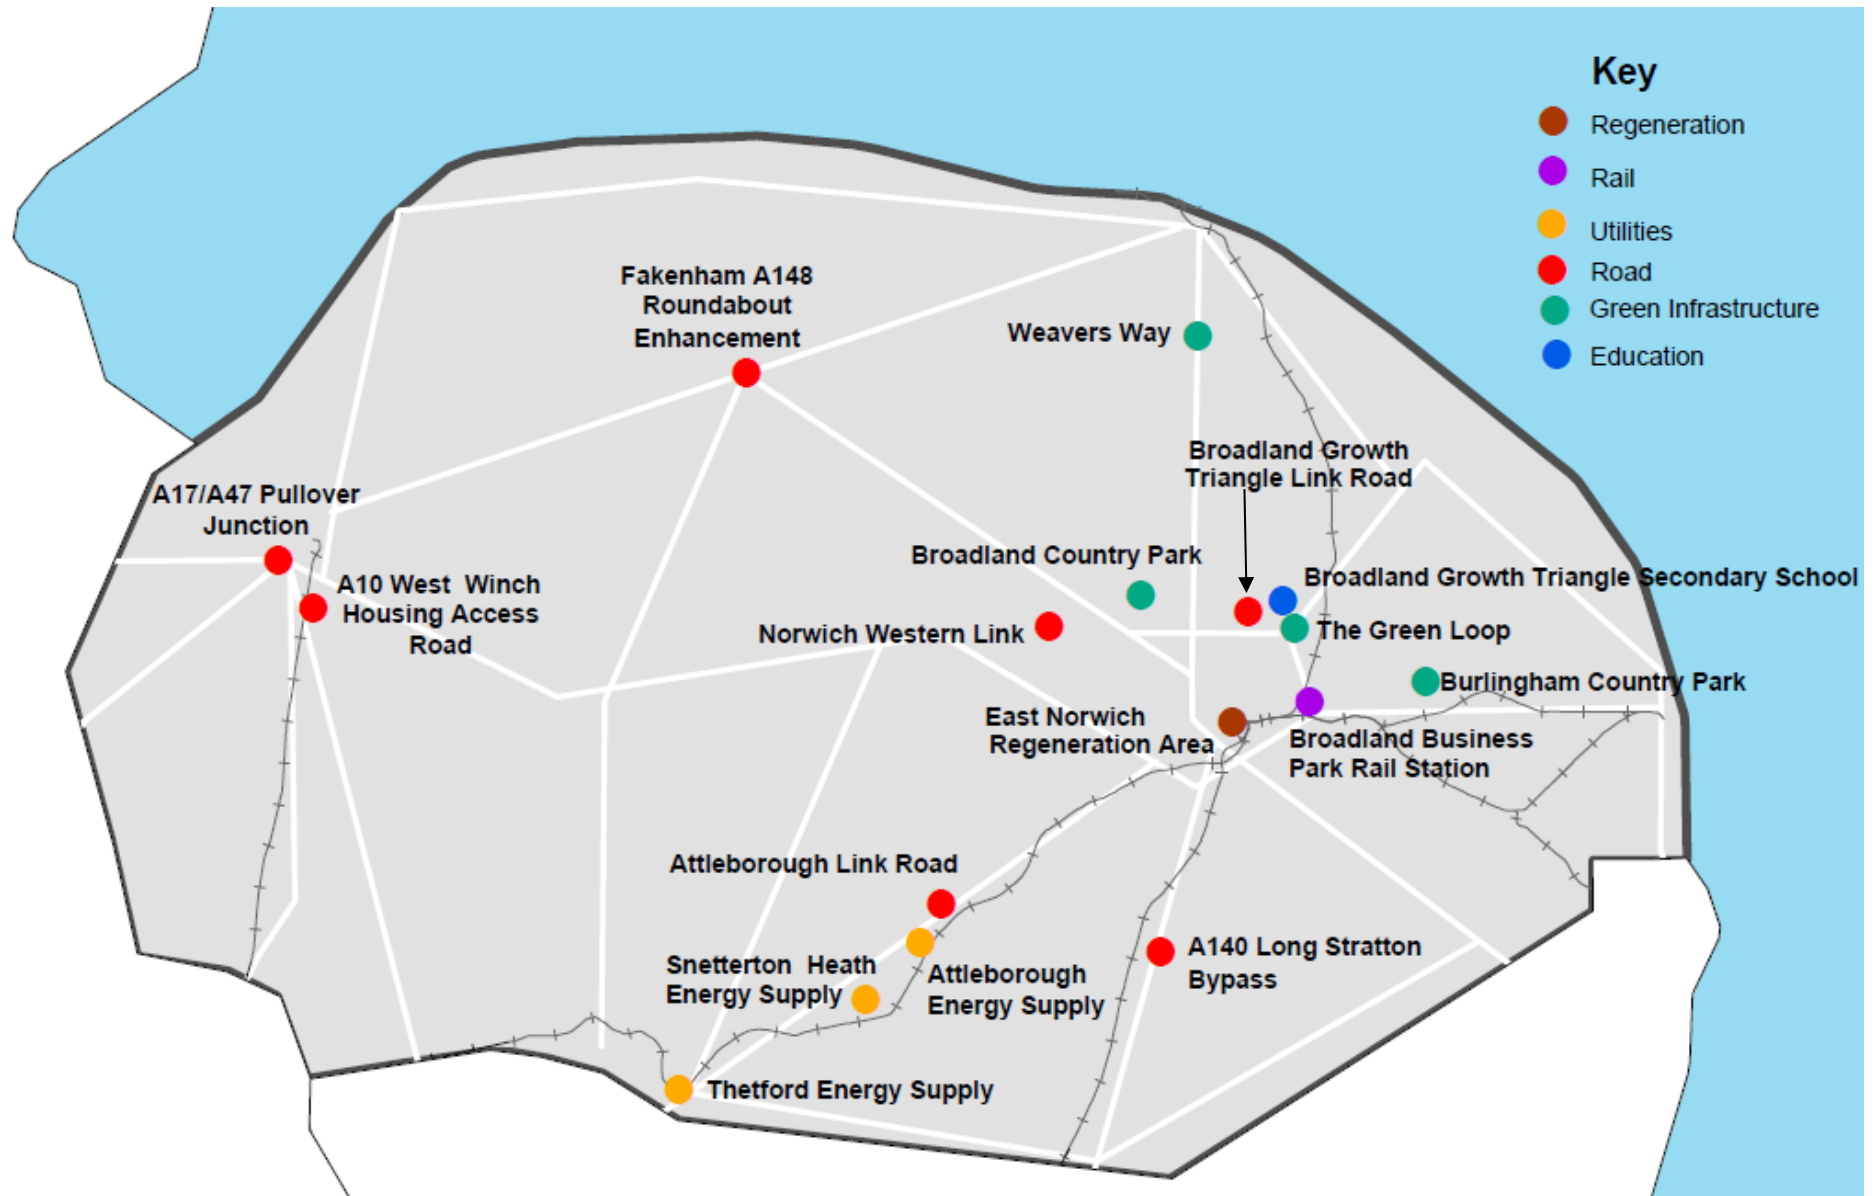 Key
Regeneration
Rail
Utilities
Road
Green Infrastructure
Education
Fakenham A148
Roundabout
Enhancement
Weavers Way
Broadland Growth
Triangle Link Road
A17/A47 Pullover
Junction
A10 West Winch
Housing Access
Road
Broadland Country Park
Broadland Growth Triangle Secondary School
Norwich Western Link
The Green Loop
Burlingham Country Park
East Norwich
Regeneration Area
Broadland Business
Park Rail Station
Attleborough Link Road
Snetterton Heath
Energy Supply
Attleborough
Energy Supply
A140 Long Stratton
Bypass
Thetford Energy Supply